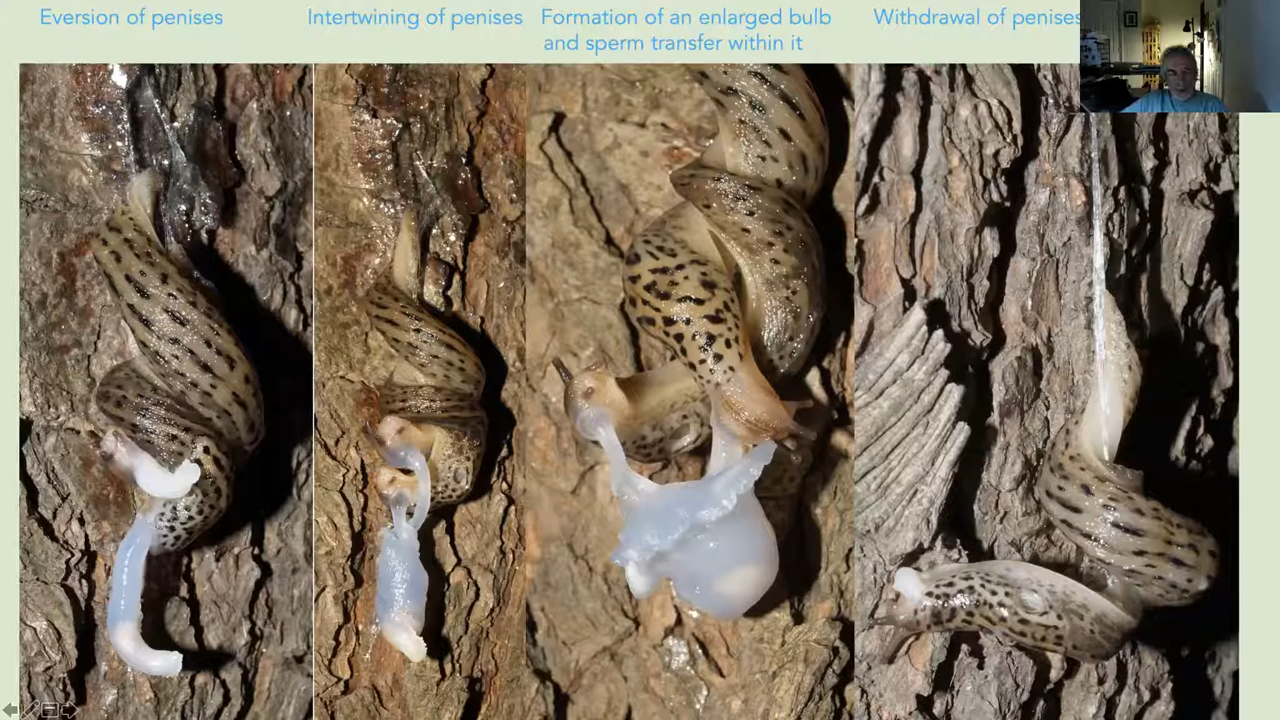 Eversion of penises
Intertwining of penises
Formation of an enlarged bulb
and sperm transfer within it
Withdrawal of penises